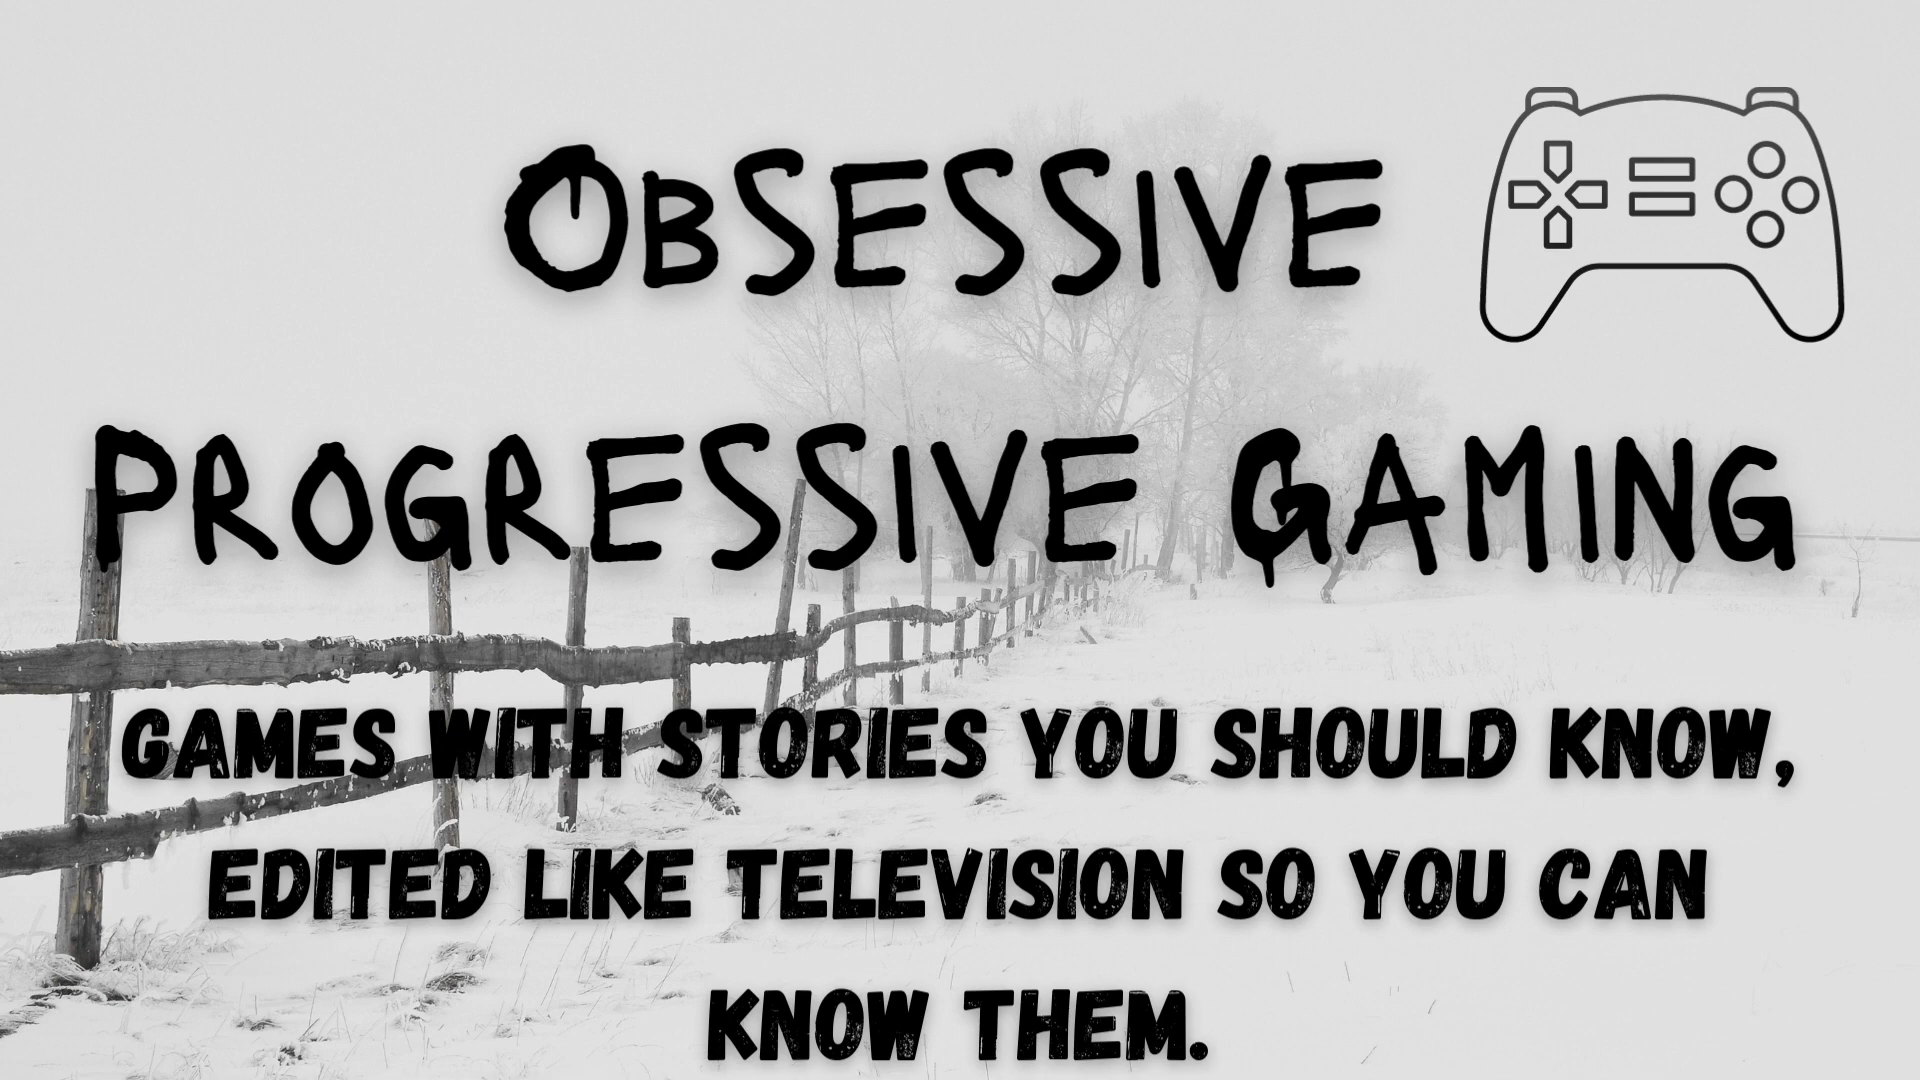 OBSESSIVE
PROGRESSIVE GAMING
GAMES WITH STORIES YOU SHOULD KNOW,
EDITED LIKE TELEVISION SO YOU CAN
KNOW THEM.